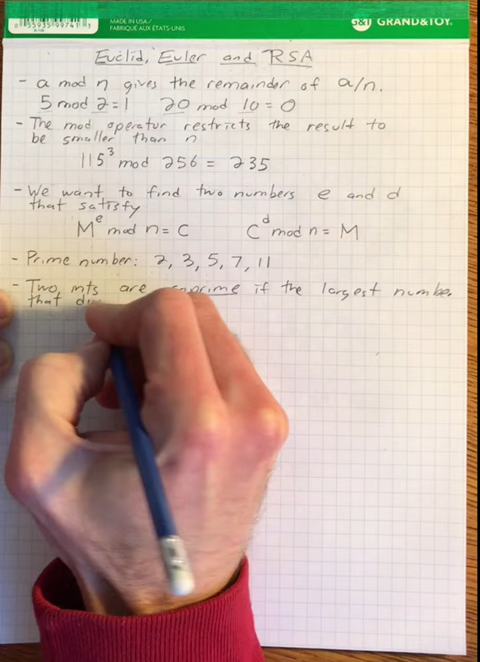 MADE IN USA /
FABRIQUÉ AUX ÉTATS-UNIS
G&T GRAND&TOY
Euclid, Euler and RSA
- a mod n gives the remainder of a/n.
5 mod 2 = 1   20 mod 10 = 0
- The mod operator restricts the result to
be smaller than n
115³ mod 256 = 235
- We want to find two numbers e and d
that satisfy
Mᵉ mod n = C   Cᵈ mod n = M
- Prime number: 2, 3, 5, 7, 11
- Two ints are coprime if the largest number
that